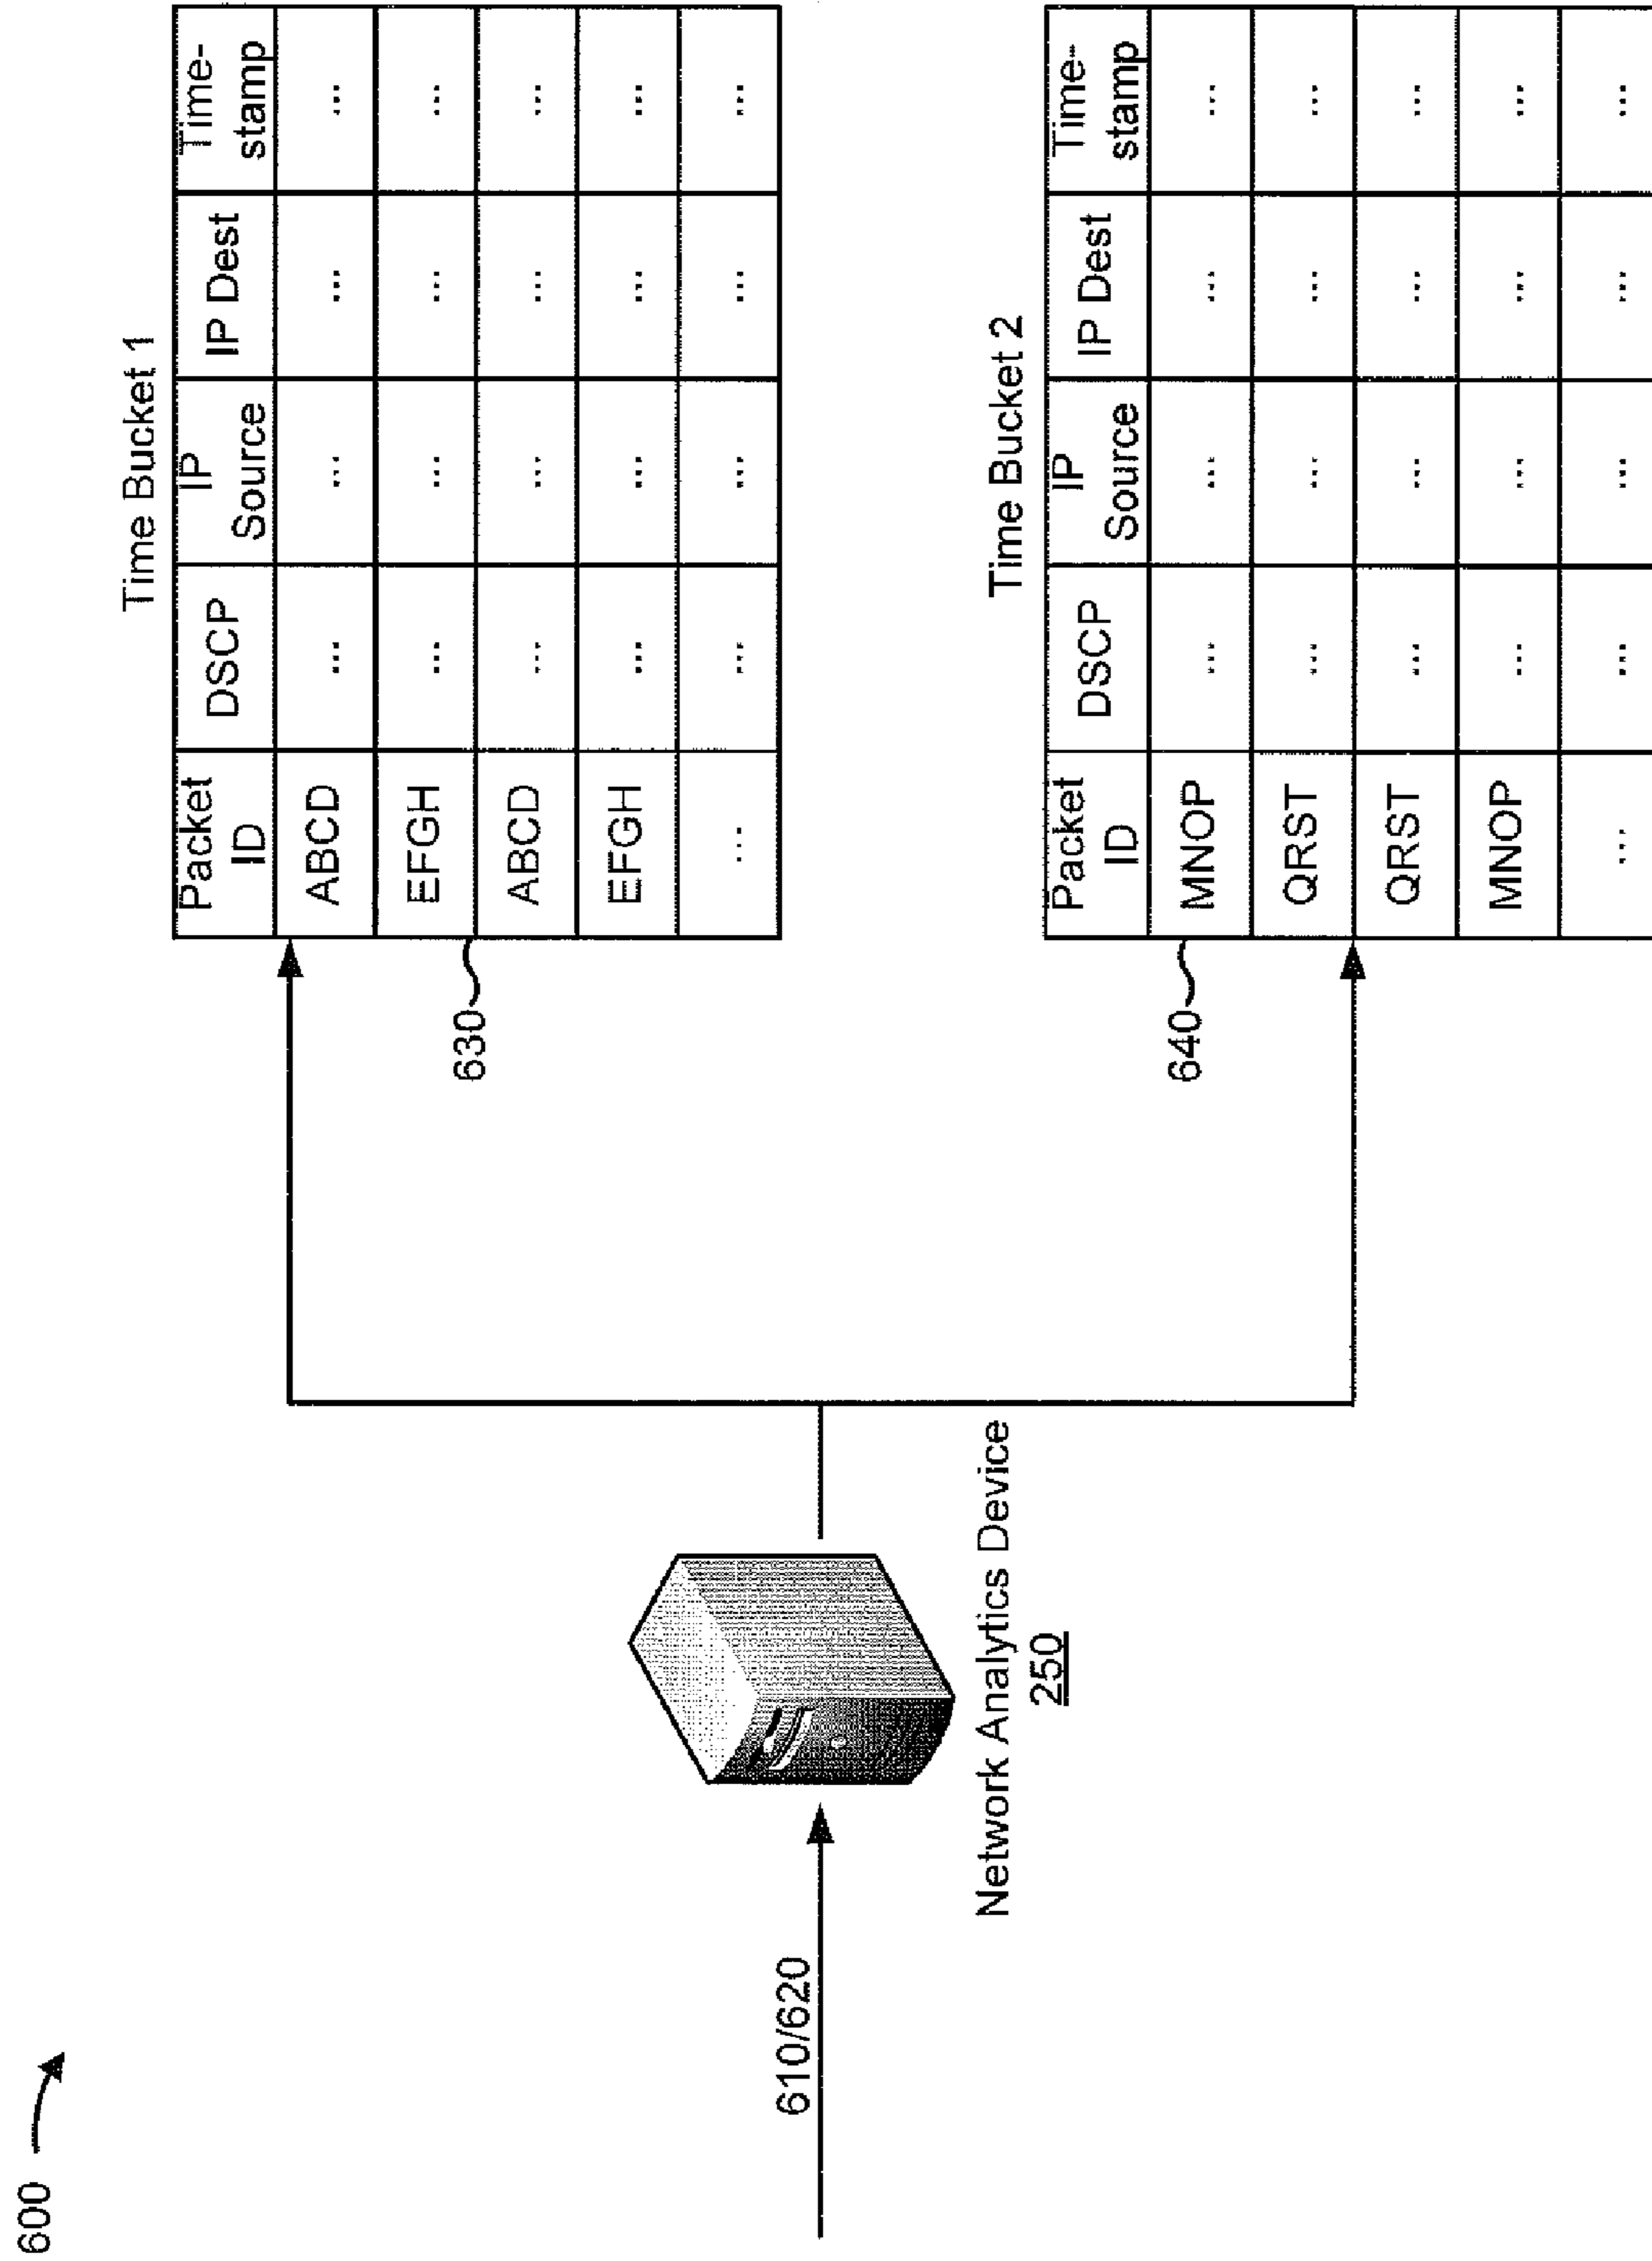 600
610/620
Network Analytics Device
250
Time Bucket 1
Packet ID DSCP IP Source IP Dest Time-stamp
ABCD ... ... ... ...
EFGH ... ... ... ...
ABCD ... ... ... ...
EFGH ... ... ... ...
... ... ... ... ...
630
Time Bucket 2
Packet ID DSCP IP Source IP Dest Time-stamp
MNOP ... ... ... ...
QRST ... ... ... ...
QRST ... ... ... ...
MNOP ... ... ... ...
... ... ... ... ...
640